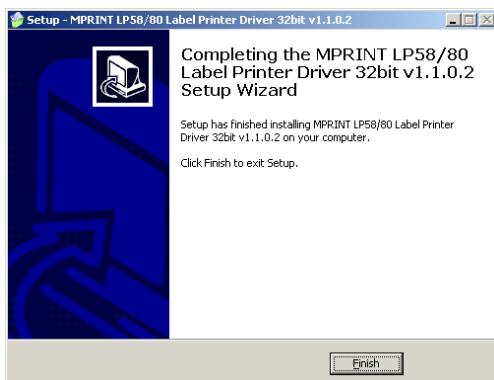 Setup - MPRINT LP58/80 Label Printer Driver 32bit v1.1.0.2
Completing the MPRINT LP58/80
Label Printer Driver 32bit v1.1.0.2
Setup Wizard
Setup has finished installing MPRINT LP58/80 Label Printer
Driver 32bit v1.1.0.2 on your computer.
Click Finish to exit Setup.
Finish